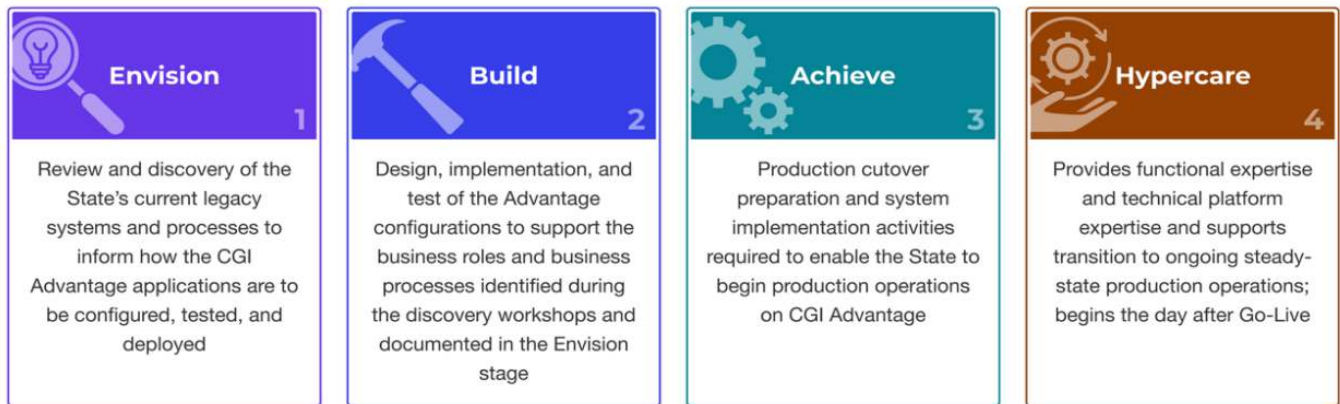 Envision
1
Review and discovery of the
State's current legacy
systems and processes to
inform how the CGI
Advantage applications are to
be configured, tested, and
deployed
Build
2
Design, implementation, and
test of the Advantage
configurations to support the
business roles and business
processes identified during
the discovery workshops and
documented in the Envision
stage
Achieve
3
Production cutover
preparation and system
implementation activities
required to enable the State to
begin production operations
on CGI Advantage
Hypercare
4
Provides functional expertise
and technical platform
expertise and supports
transition to ongoing steady-
state production operations;
begins the day after Go-Live